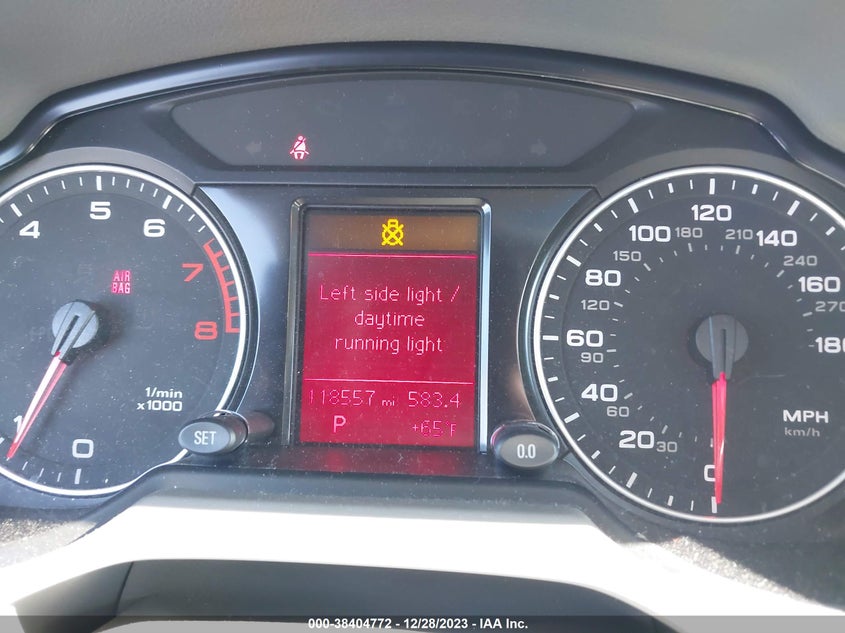 4 5 6 7 8
AIR
BAG
1/min
x1000
1 0
SET
Left side light /
daytime
running light
118557 mi 583.4
P +65°F
0.0
0 20 40 60 80 100 120 140 160 180
30 60 90 120 150 180 210 240 270
MPH
km/h
000-38404772 - 12/28/2023 - IAA Inc.